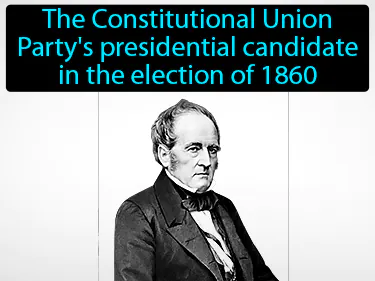 The Constitutional Union
Party's presidential candidate
in the election of 1860